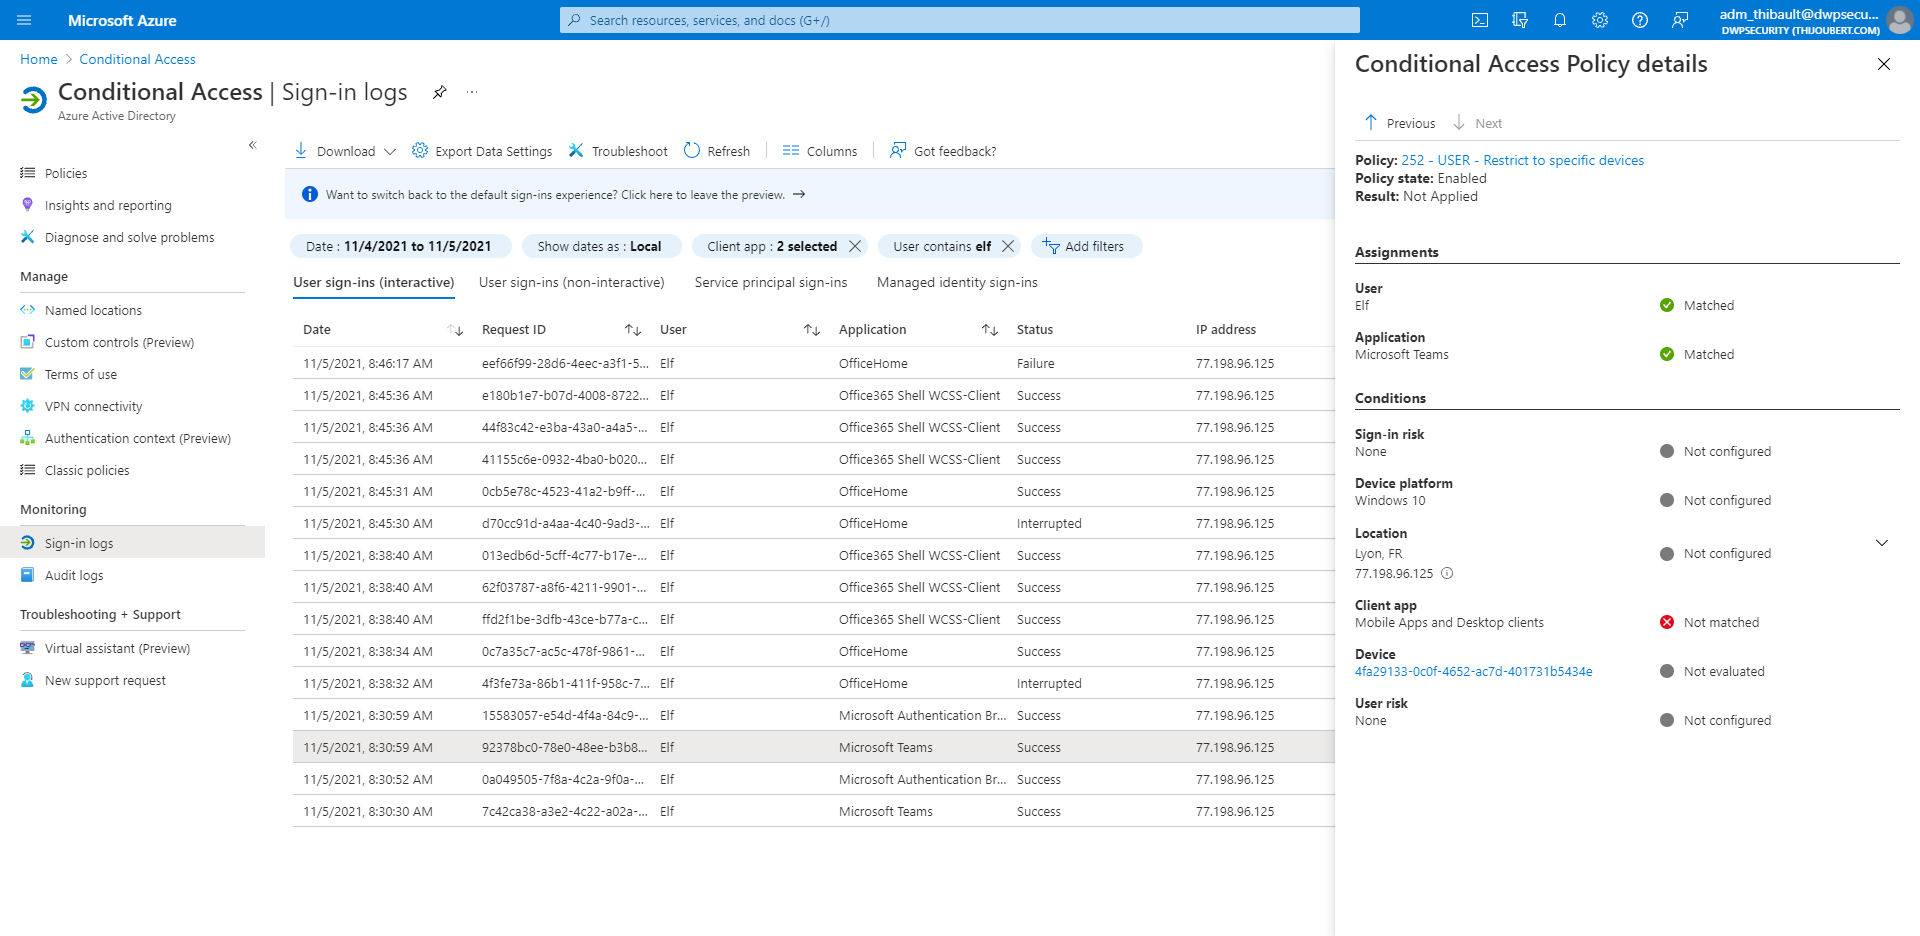 Microsoft Azure
Search resources, services, and docs (G+/)
adm_thibault@dwpsecu...
DWPSECURITY (THIJOUBERT.COM)
Home > Conditional Access
Conditional Access | Sign-in logs
...
Azure Active Directory
«
Policies
Insights and reporting
Diagnose and solve problems
Manage
Named locations
Custom controls (Preview)
Terms of use
VPN connectivity
Authentication context (Preview)
Classic policies
Monitoring
Sign-in logs
Audit logs
Troubleshooting + Support
Virtual assistant (Preview)
New support request
Download Export Data Settings Troubleshoot Refresh Columns Got feedback?
Want to switch back to the default sign-ins experience? Click here to leave the preview. →
Date : 11/4/2021 to 11/5/2021 Show dates as : Local Client app : 2 selected User contains elf Add filters
User sign-ins (interactive) User sign-ins (non-interactive) Service principal sign-ins Managed identity sign-ins
Date Request ID User Application Status IP address
11/5/2021, 8:46:17 AM eef66f99-28d6-4eec-a3f1-5... Elf OfficeHome Failure 77.198.96.125
11/5/2021, 8:45:36 AM e180b1e7-b07d-4008-8722... Elf Office365 Shell WCSS-Client Success 77.198.96.125
11/5/2021, 8:45:36 AM 44f83c42-e3ba-43a0-a4a5-... Elf Office365 Shell WCSS-Client Success 77.198.96.125
11/5/2021, 8:45:36 AM 41155c6e-0932-4ba0-b020... Elf Office365 Shell WCSS-Client Success 77.198.96.125
11/5/2021, 8:45:31 AM 0cb5e78c-4523-41a2-b9ff-... Elf OfficeHome Success 77.198.96.125
11/5/2021, 8:45:30 AM d70cc91d-a4aa-4c40-9ad3-... Elf OfficeHome Interrupted 77.198.96.125
11/5/2021, 8:38:40 AM 013edb6d-5cff-4c77-b17e-... Elf Office365 Shell WCSS-Client Success 77.198.96.125
11/5/2021, 8:38:40 AM 62f03787-a8f6-4211-9901-... Elf Office365 Shell WCSS-Client Success 77.198.96.125
11/5/2021, 8:38:40 AM ffd2f1be-3dfb-43ce-b77a-c... Elf Office365 Shell WCSS-Client Success 77.198.96.125
11/5/2021, 8:38:34 AM 0c7a35c7-ac5c-478f-9861-... Elf OfficeHome Success 77.198.96.125
11/5/2021, 8:38:32 AM 4f3fe73a-86b1-411f-958c-7... Elf OfficeHome Interrupted 77.198.96.125
11/5/2021, 8:30:59 AM 15583057-e54d-4f4a-84c9-... Elf Microsoft Authentication Br... Success 77.198.96.125
11/5/2021, 8:30:59 AM 92378bc0-78e0-48ee-b3b8... Elf Microsoft Teams Success 77.198.96.125
11/5/2021, 8:30:52 AM 0a049505-7f8a-4c2a-9f0a-... Elf Microsoft Authentication Br... Success 77.198.96.125
11/5/2021, 8:30:30 AM 7c42ca38-a3e2-4c22-a02a-... Elf Microsoft Teams Success 77.198.96.125
Conditional Access Policy details
Previous Next
Policy: 252 - USER - Restrict to specific devices
Policy state: Enabled
Result: Not Applied
Assignments
User
Elf Matched
Application
Microsoft Teams Matched
Conditions
Sign-in risk
None Not configured
Device platform
Windows 10 Not configured
Location
Lyon, FR Not configured
77.198.96.125
Client app
Mobile Apps and Desktop clients Not matched
Device
4fa29133-0c0f-4652-ac7d-401731b5434e Not evaluated
User risk
None Not configured